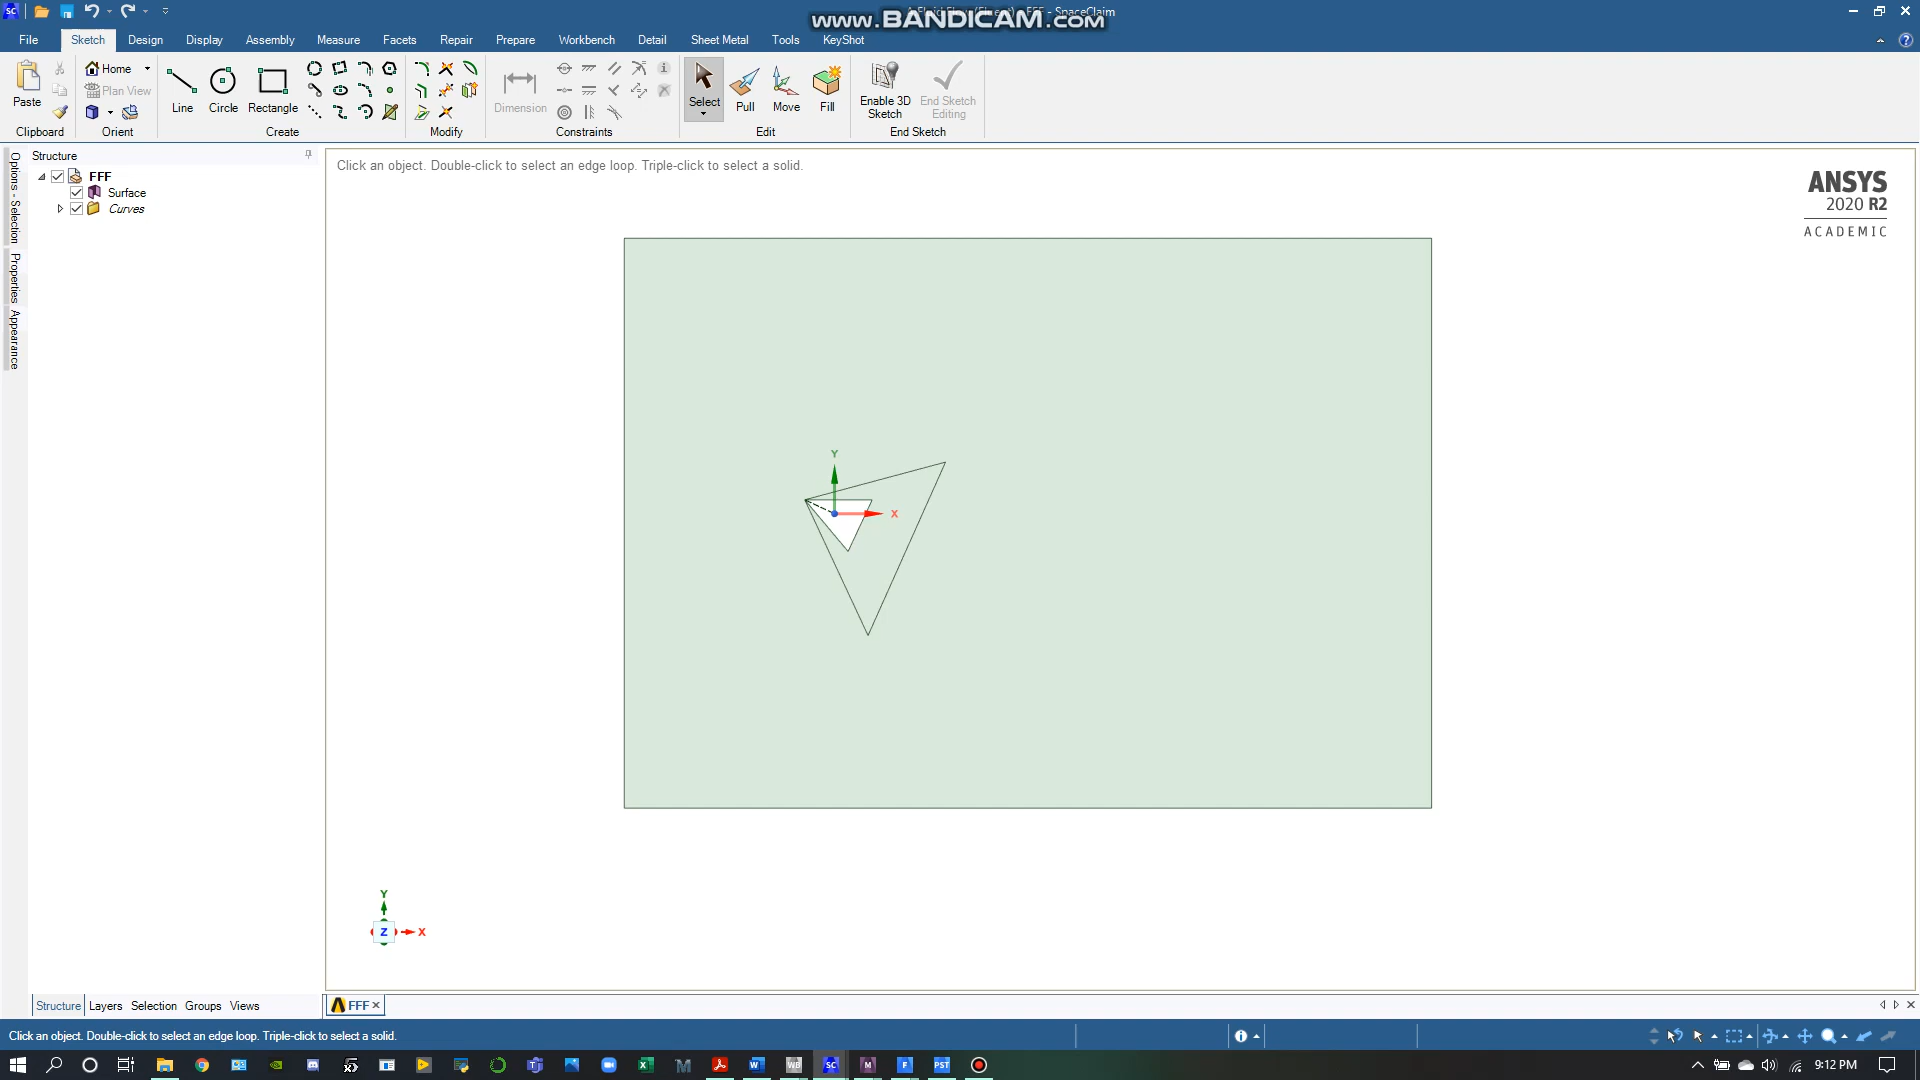 www.BANDICAM.com
FFF - SpaceClaim
File Sketch Design Display Assembly Measure Facets Repair Prepare Workbench Detail Sheet Metal Tools KeyShot
Paste
Home
Plan View
Line
Circle
Rectangle
Dimension
Select
Pull
Move
Fill
Enable 3D
Sketch
End Sketch
Editing
Clipboard Orient Create Modify Constraints Edit End Sketch
Options - Selection
Properties
Appearance
Structure
FFF
Surface
Curves
Click an object. Double-click to select an edge loop. Triple-click to select a solid.
ANSYS
2020 R2
ACADEMIC
Y
X
Y
Z
X
Structure Layers Selection Groups Views
FFF
Click an object. Double-click to select an edge loop. Triple-click to select a solid.
9:12 PM